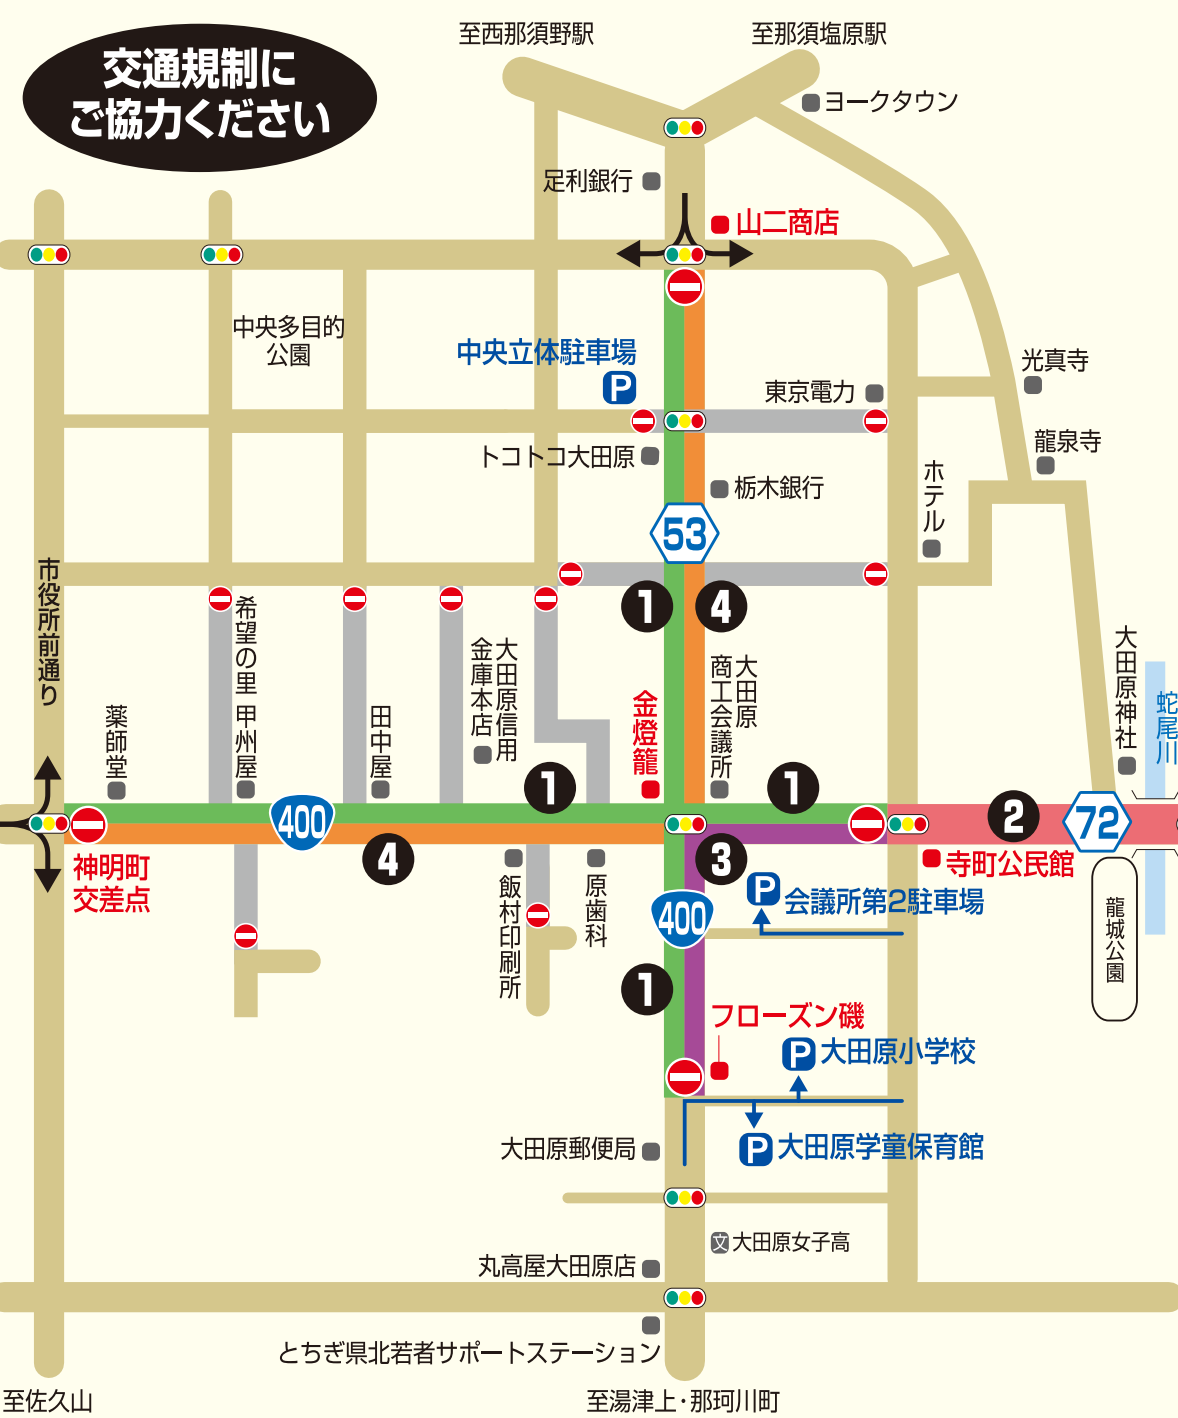 交通規制に
ご協力ください
至西那須野駅
至那須塩原駅
ヨークタウン
足利銀行
山二商店
中央多目的
公園
中央立体駐車場
P
東京電力
光真寺
龍泉寺
トコトコ大田原
栃木銀行
ホテル
53
市役所前通り
1
4
希望の里
甲州屋
薬師堂
田中屋
大田原信用
金庫本店
金燈籠
大田原
商工会議所
大田原神社
蛇尾川
1
1
400
2
72
神明町
交差点
4
3
寺町公民館
飯村印刷所
原歯科
400
P
会議所第2駐車場
龍城公園
1
フローズン磯
P
大田原小学校
P
大田原学童保育館
大田原郵便局
文
大田原女子高
丸高屋大田原店
とちぎ県北若者サポートステーション
至佐久山
至湯津上・那珂川町